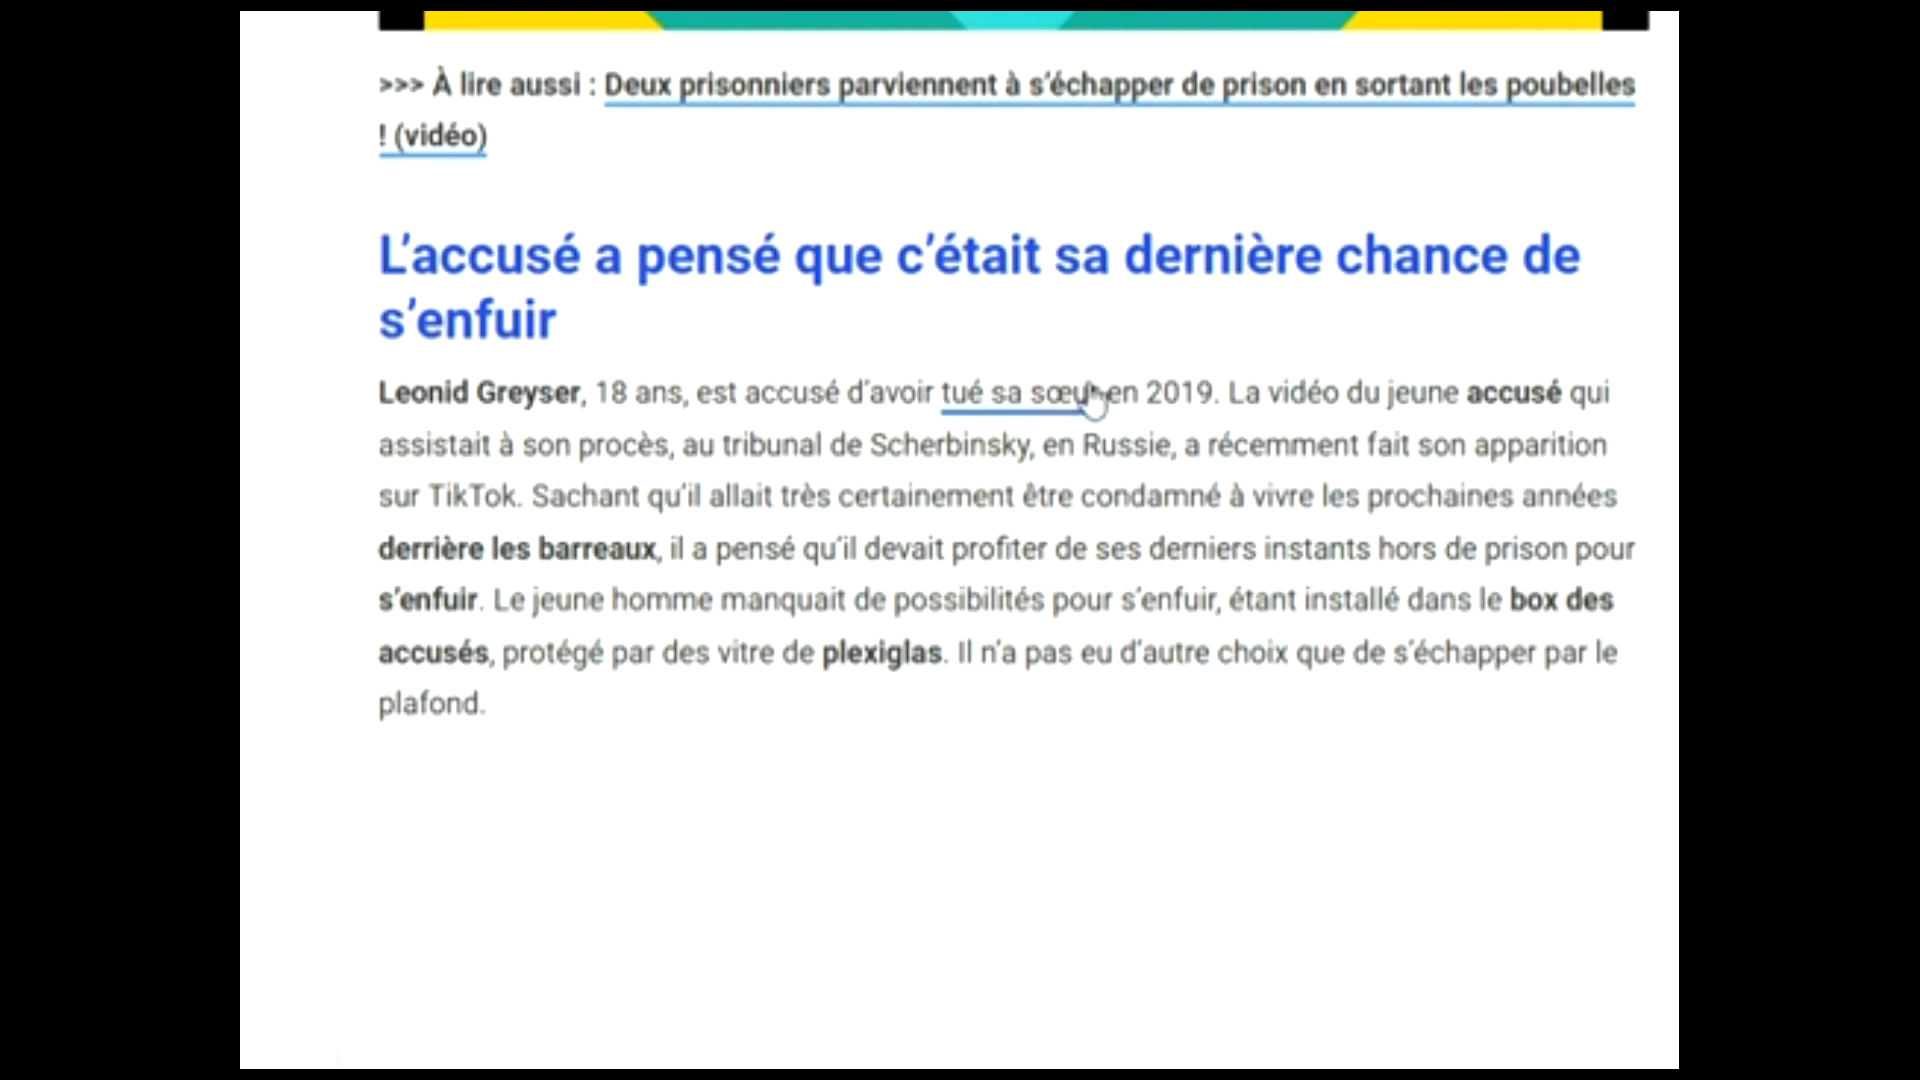 >>> À lire aussi : Deux prisonniers parviennent à s'échapper de prison en sortant les poubelles
! (vidéo)
L'accusé a pensé que c'était sa dernière chance de
s'enfuir
Leonid Greyser, 18 ans, est accusé d'avoir tué sa sœur en 2019. La vidéo du jeune accusé qui
assistait à son procès, au tribunal de Scherbinsky, en Russie, a récemment fait son apparition
sur TikTok. Sachant qu'il allait très certainement être condamné à vivre les prochaines années
derrière les barreaux, il a pensé qu'il devait profiter de ses derniers instants hors de prison pour
s'enfuir. Le jeune homme manquait de possibilités pour s'enfuir, étant installé dans le box des
accusés, protégé par des vitre de plexiglas. Il n'a pas eu d'autre choix que de s'échapper par le
plafond.